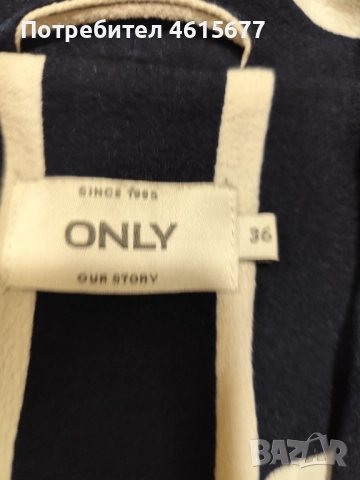 Потребител 4615677
SINCE 1995
ONLY
36
OUR STORY
BAZAR